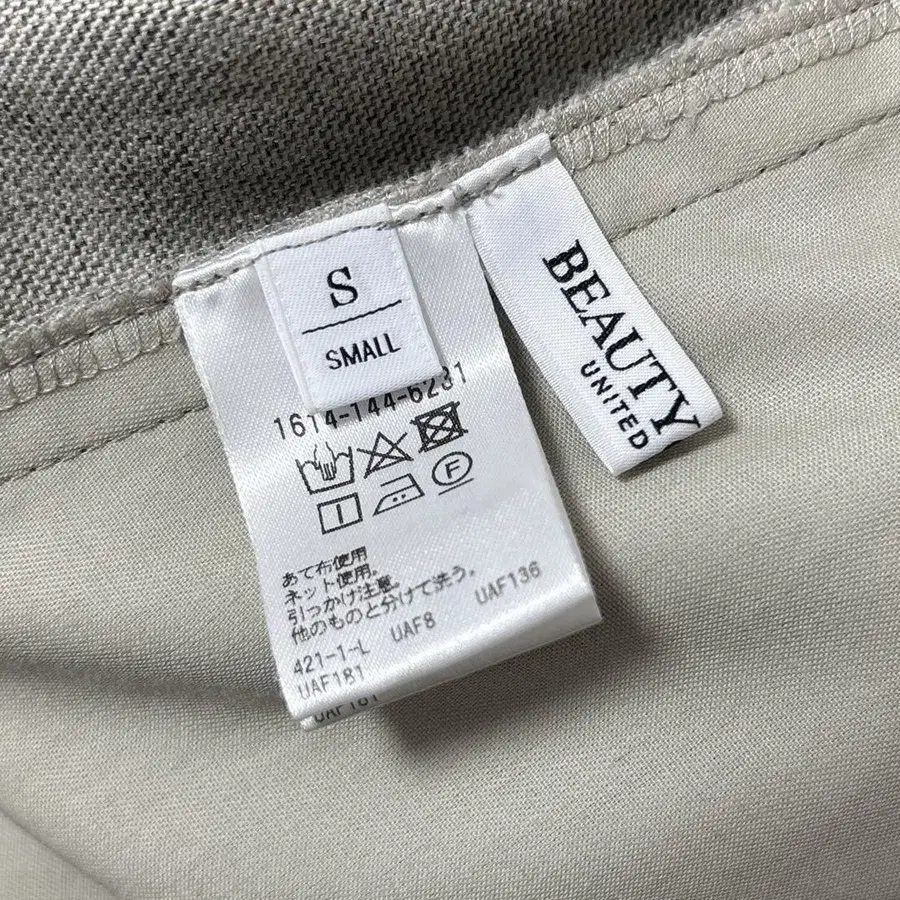 S
SMALL
BEAUTY
UNITED
1614-144-6231
F
あて布使用
ネット使用。
引っかけ注意。
他のものと分けて洗う。
421-1-L UAF8 UAF136
UAF181
UAF181